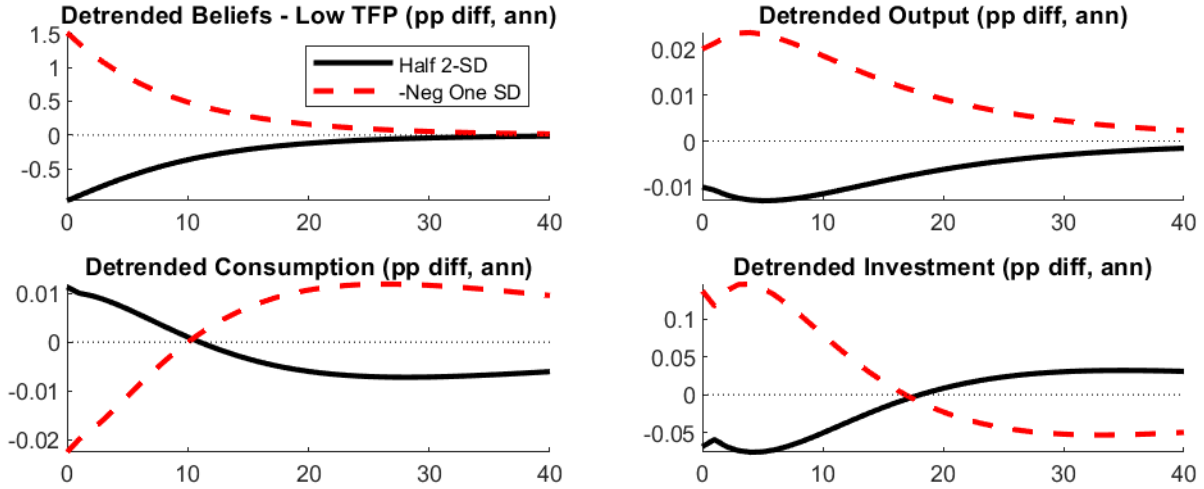 Detrended Beliefs - Low TFP (pp diff, ann)
1.5
1
0.5
0
-0.5
0 10 20 30 40
Half 2-SD
-Neg One SD
Detrended Output (pp diff, ann)
0.02
0.01
0
-0.01
0 10 20 30 40
Detrended Consumption (pp diff, ann)
0.01
0
-0.01
-0.02
0 10 20 30 40
Detrended Investment (pp diff, ann)
0.1
0.05
0
-0.05
0 10 20 30 40